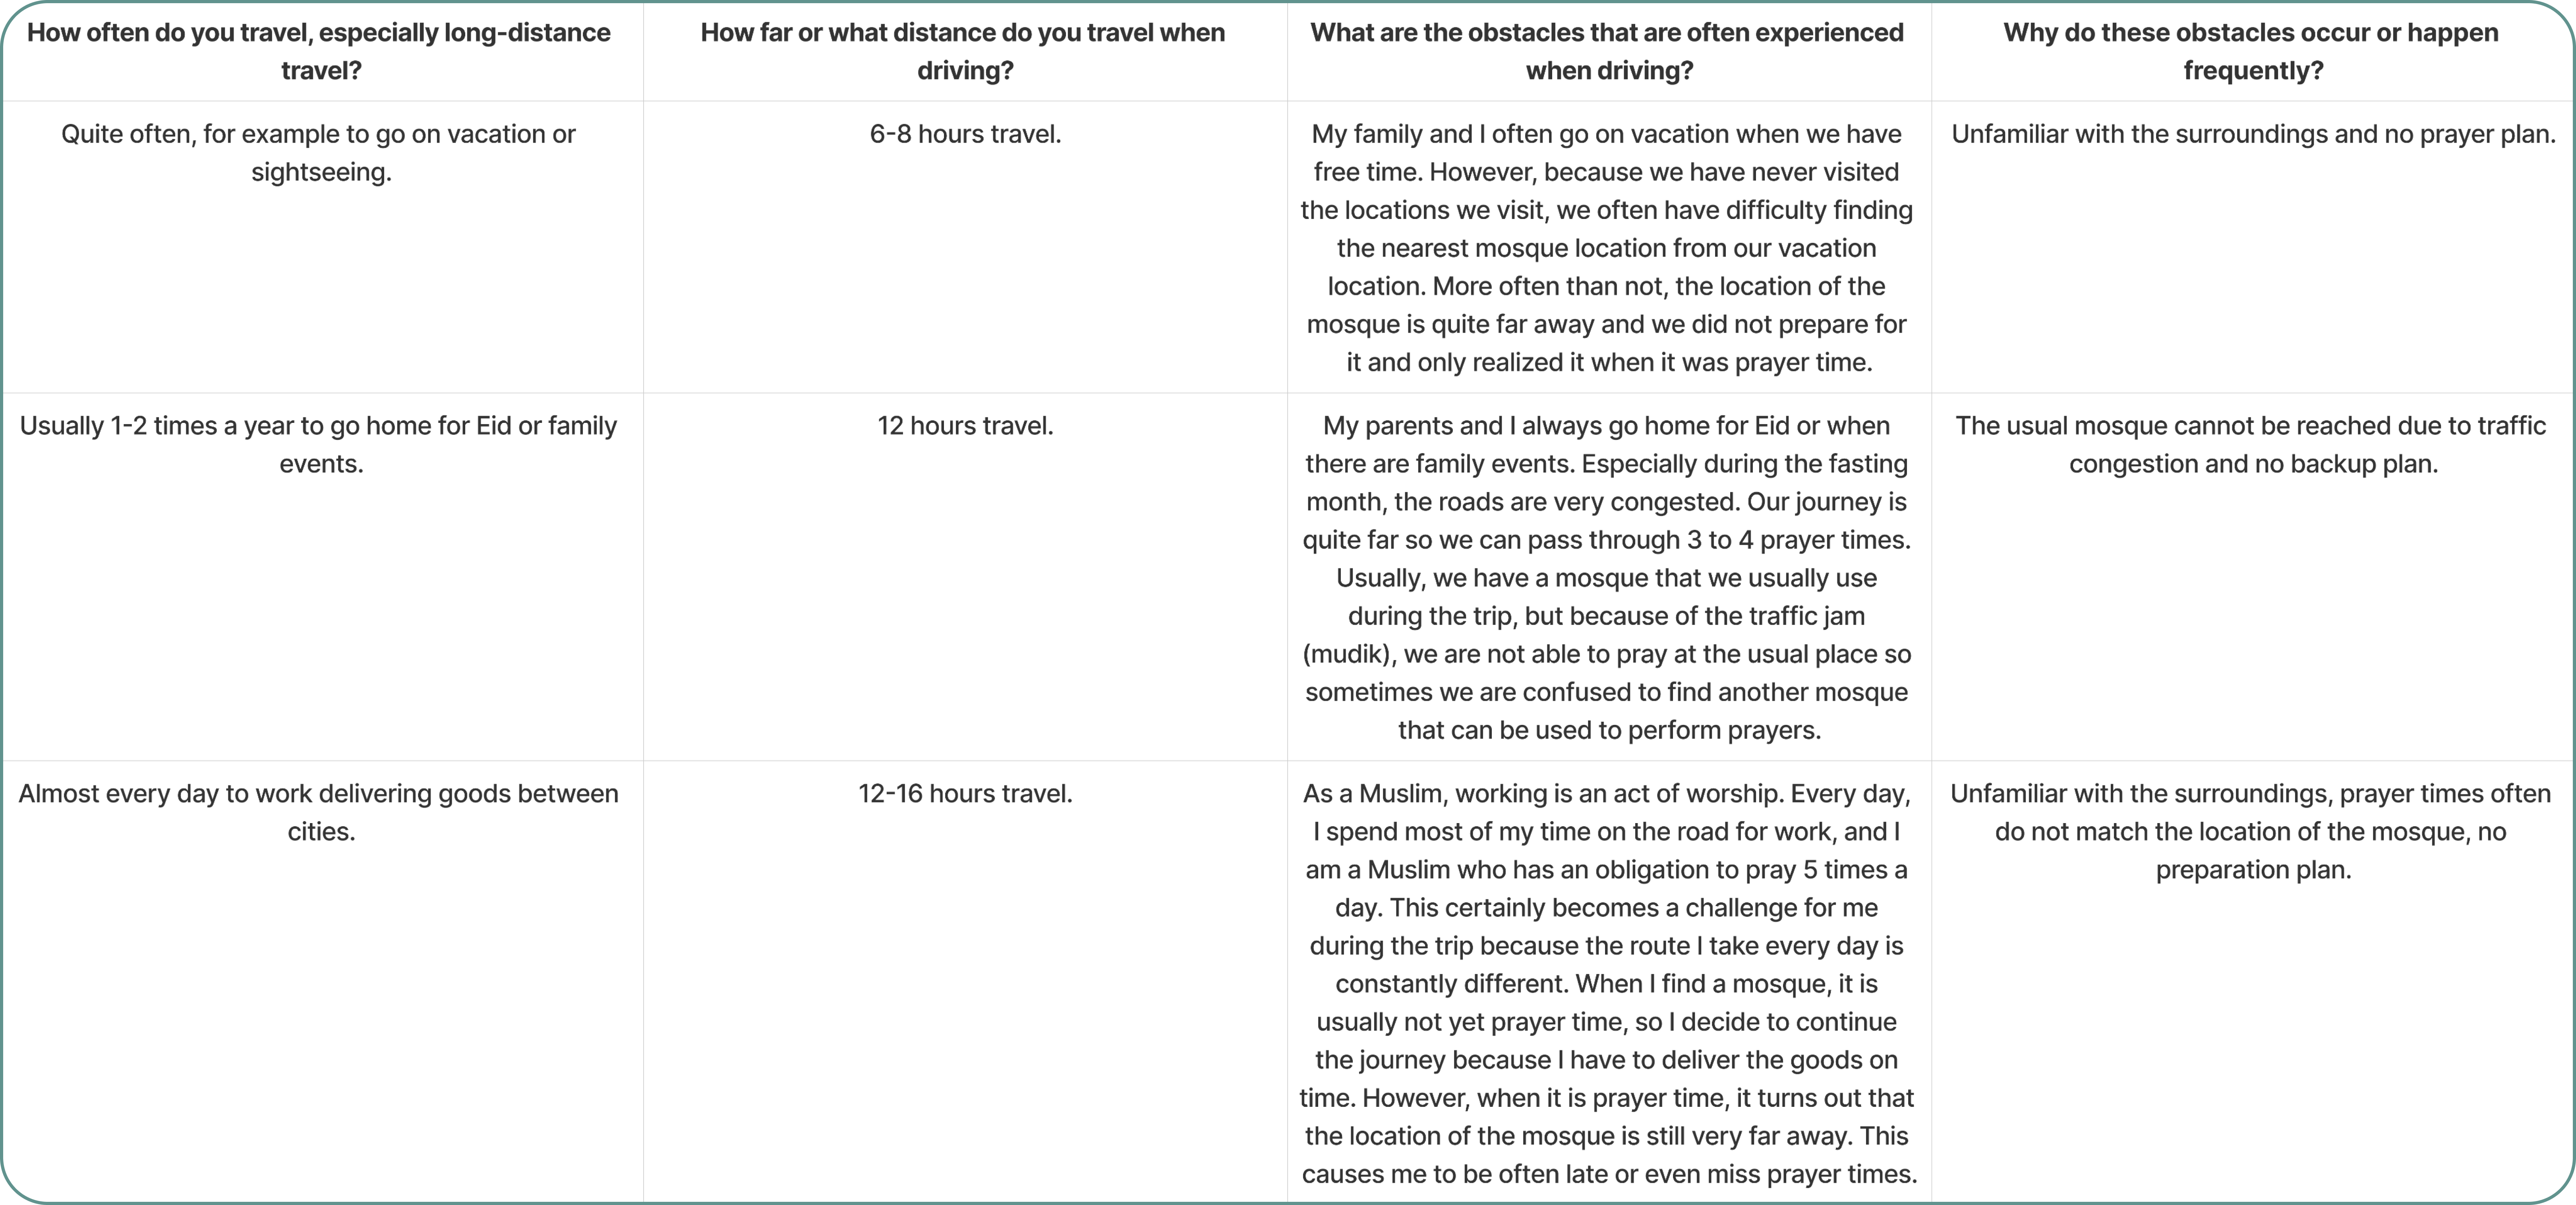 How often do you travel, especially long-distance
travel?
How far or what distance do you travel when
driving?
What are the obstacles that are often experienced
when driving?
Why do these obstacles occur or happen
frequently?
Quite often, for example to go on vacation or
sightseeing.
6-8 hours travel.
My family and I often go on vacation when we have
free time. However, because we have never visited
the locations we visit, we often have difficulty finding
the nearest mosque location from our vacation
location. More often than not, the location of the
mosque is quite far away and we did not prepare for
it and only realized it when it was prayer time.
Unfamiliar with the surroundings and no prayer plan.
Usually 1-2 times a year to go home for Eid or family
events.
12 hours travel.
My parents and I always go home for Eid or when
there are family events. Especially during the fasting
month, the roads are very congested. Our journey is
quite far so we can pass through 3 to 4 prayer times.
Usually, we have a mosque that we usually use
during the trip, but because of the traffic jam
(mudik), we are not able to pray at the usual place so
sometimes we are confused to find another mosque
that can be used to perform prayers.
The usual mosque cannot be reached due to traffic
congestion and no backup plan.
Almost every day to work delivering goods between
cities.
12-16 hours travel.
As a Muslim, working is an act of worship. Every day,
I spend most of my time on the road for work, and I
am a Muslim who has an obligation to pray 5 times a
day. This certainly becomes a challenge for me
during the trip because the route I take every day is
constantly different. When I find a mosque, it is
usually not yet prayer time, so I decide to continue
the journey because I have to deliver the goods on
time. However, when it is prayer time, it turns out that
the location of the mosque is still very far away. This
causes me to be often late or even miss prayer times.
Unfamiliar with the surroundings, prayer times often
do not match the location of the mosque, no
preparation plan.